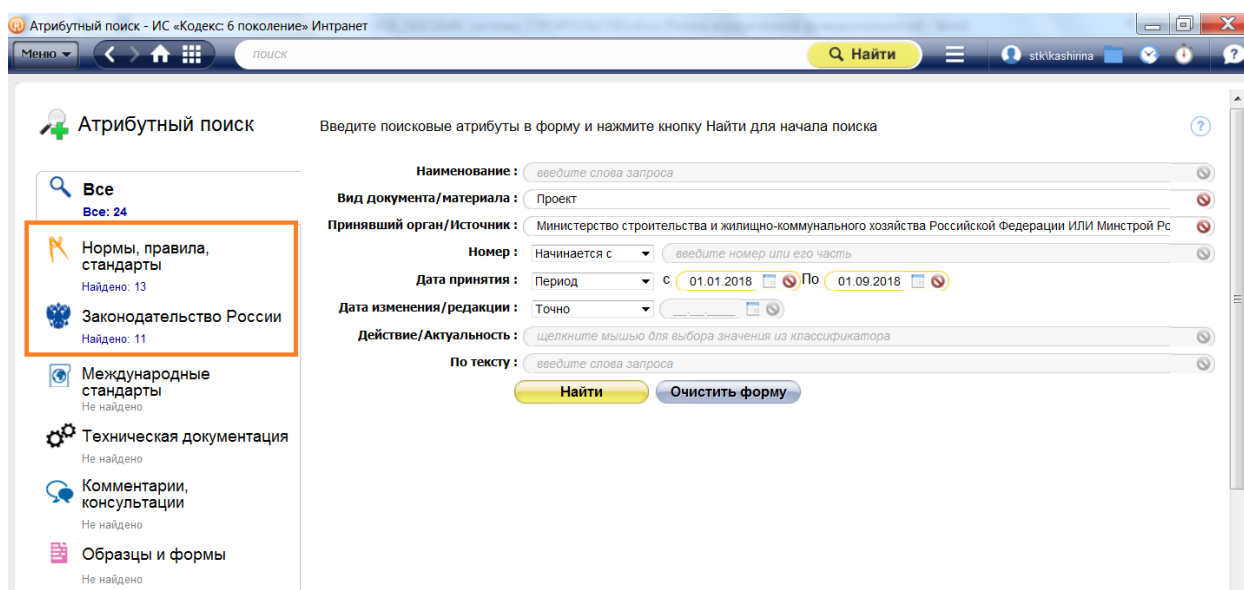 Атрибутный поиск - ИС «Кодекс: 6 поколение» Интранет
Меню поиск Найти stk\kashirina ?
Атрибутный поиск
Введите поисковые атрибуты в форму и нажмите кнопку Найти для начала поиска ?
Все
Все: 24
Нормы, правила,
стандарты
Найдено: 13
Законодательство России
Найдено: 11
Международные
стандарты
Не найдено
Техническая документация
Не найдено
Комментарии,
консультации
Не найдено
Образцы и формы
Не найдено
Наименование : введите слова запроса
Вид документа/материала : Проект
Принявший орган/Источник : Министерство строительства и жилищно-коммунального хозяйства Российской Федерации ИЛИ Минстрой Рс
Номер : Начинается с введите номер или его часть
Дата принятия : Период с 01.01.2018 По 01.09.2018
Дата изменения/редакции : Точно __.__.____
Действие/Актуальность : щелкните мышью для выбора значения из классификатора
По тексту : введите слова запроса
Найти Очистить форму